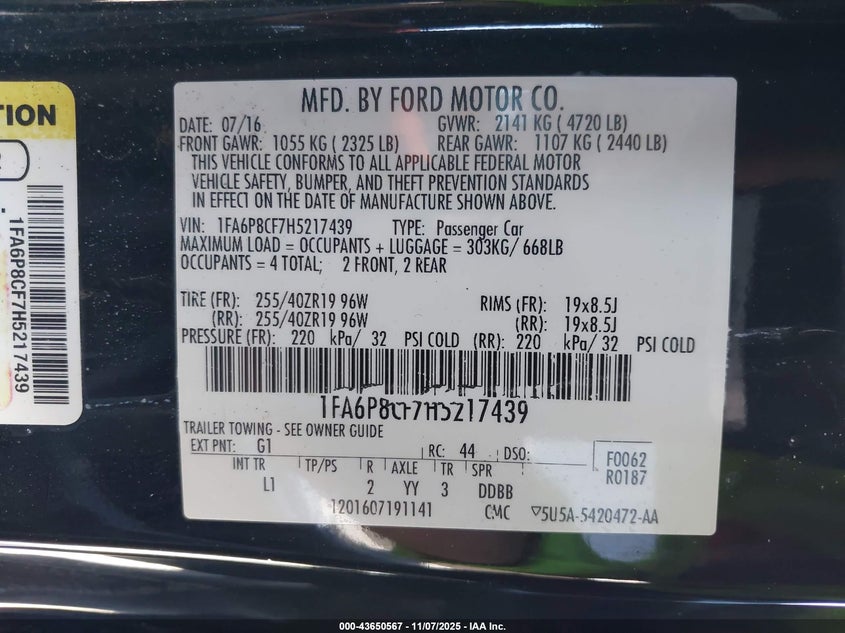 TION
1FA6P8CF7H5217439
MFD. BY FORD MOTOR CO.
DATE: 07/16 GVWR: 2141 KG ( 4720 LB)
FRONT GAWR: 1055 KG ( 2325 LB) REAR GAWR: 1107 KG ( 2440 LB)
THIS VEHICLE CONFORMS TO ALL APPLICABLE FEDERAL MOTOR
VEHICLE SAFETY, BUMPER, AND THEFT PREVENTION STANDARDS
IN EFFECT ON THE DATE OF MANUFACTURE SHOWN ABOVE.
VIN: 1FA6P8CF7H5217439 TYPE: Passenger Car
MAXIMUM LOAD = OCCUPANTS + LUGGAGE = 303KG/ 668LB
OCCUPANTS = 4 TOTAL; 2 FRONT, 2 REAR
TIRE (FR): 255/40ZR19 96W RIMS (FR): 19x8.5J
(RR): 255/40ZR19 96W (RR): 19x8.5J
PRESSURE (FR): 220 kPa/ 32 PSI COLD (RR): 220 kPa/ 32 PSI COLD
1FA6P8CF7H5217439
TRAILER TOWING - SEE OWNER GUIDE
EXT PNT: G1 RC: 44 DSO: F0062
R0187
INT TR TP/PS R AXLE TR SPR
L1 2 YY 3 DDBB
1201607191141 CMC ▽5U5A-5420472-AA
000-43650567 - 11/07/2025 - IAA Inc.